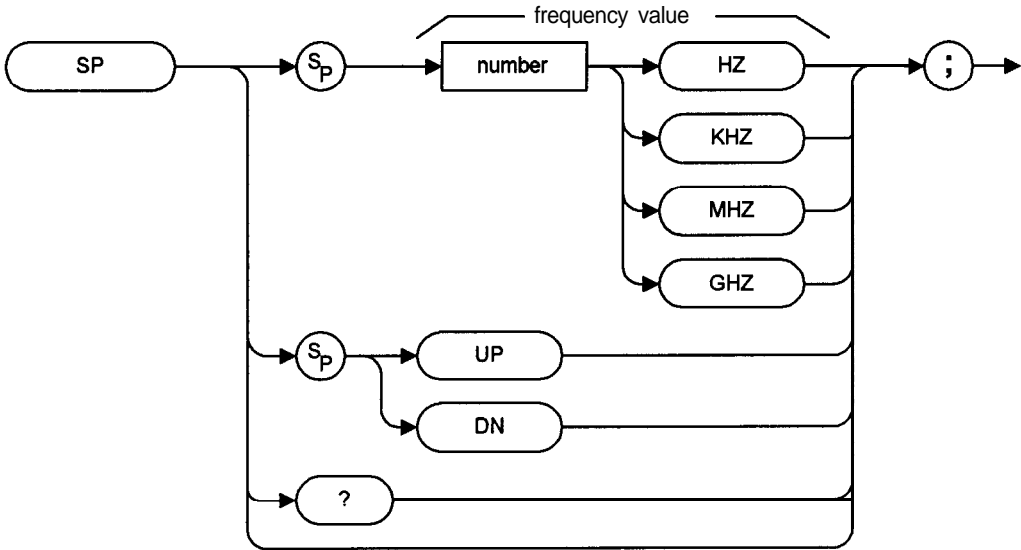 frequency value
SP
SP
number
HZ
;
KHZ
MHZ
GHZ
SP
UP
DN
?